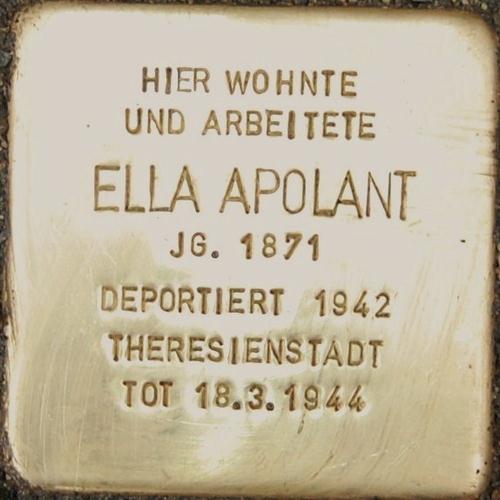 HIER WOHNTE
UND ARBEITETE
ELLA APOLANT
JG. 1871
DEPORTIERT 1942
THERESIENSTADT
TOT 18.3.1944